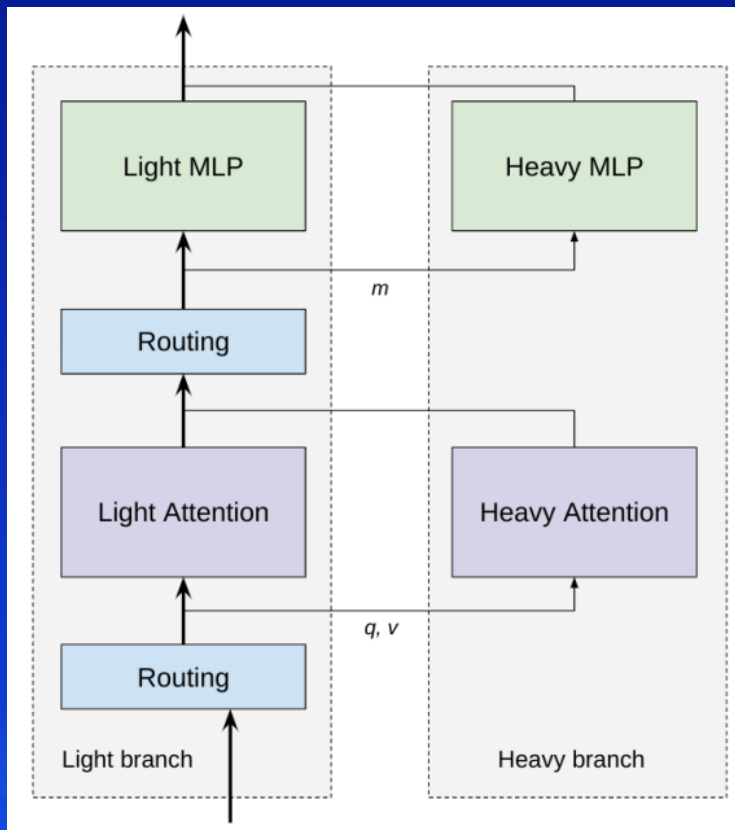 Light MLP
Heavy MLP
m
Routing
Light Attention
Heavy Attention
q, v
Routing
Light branch
Heavy branch